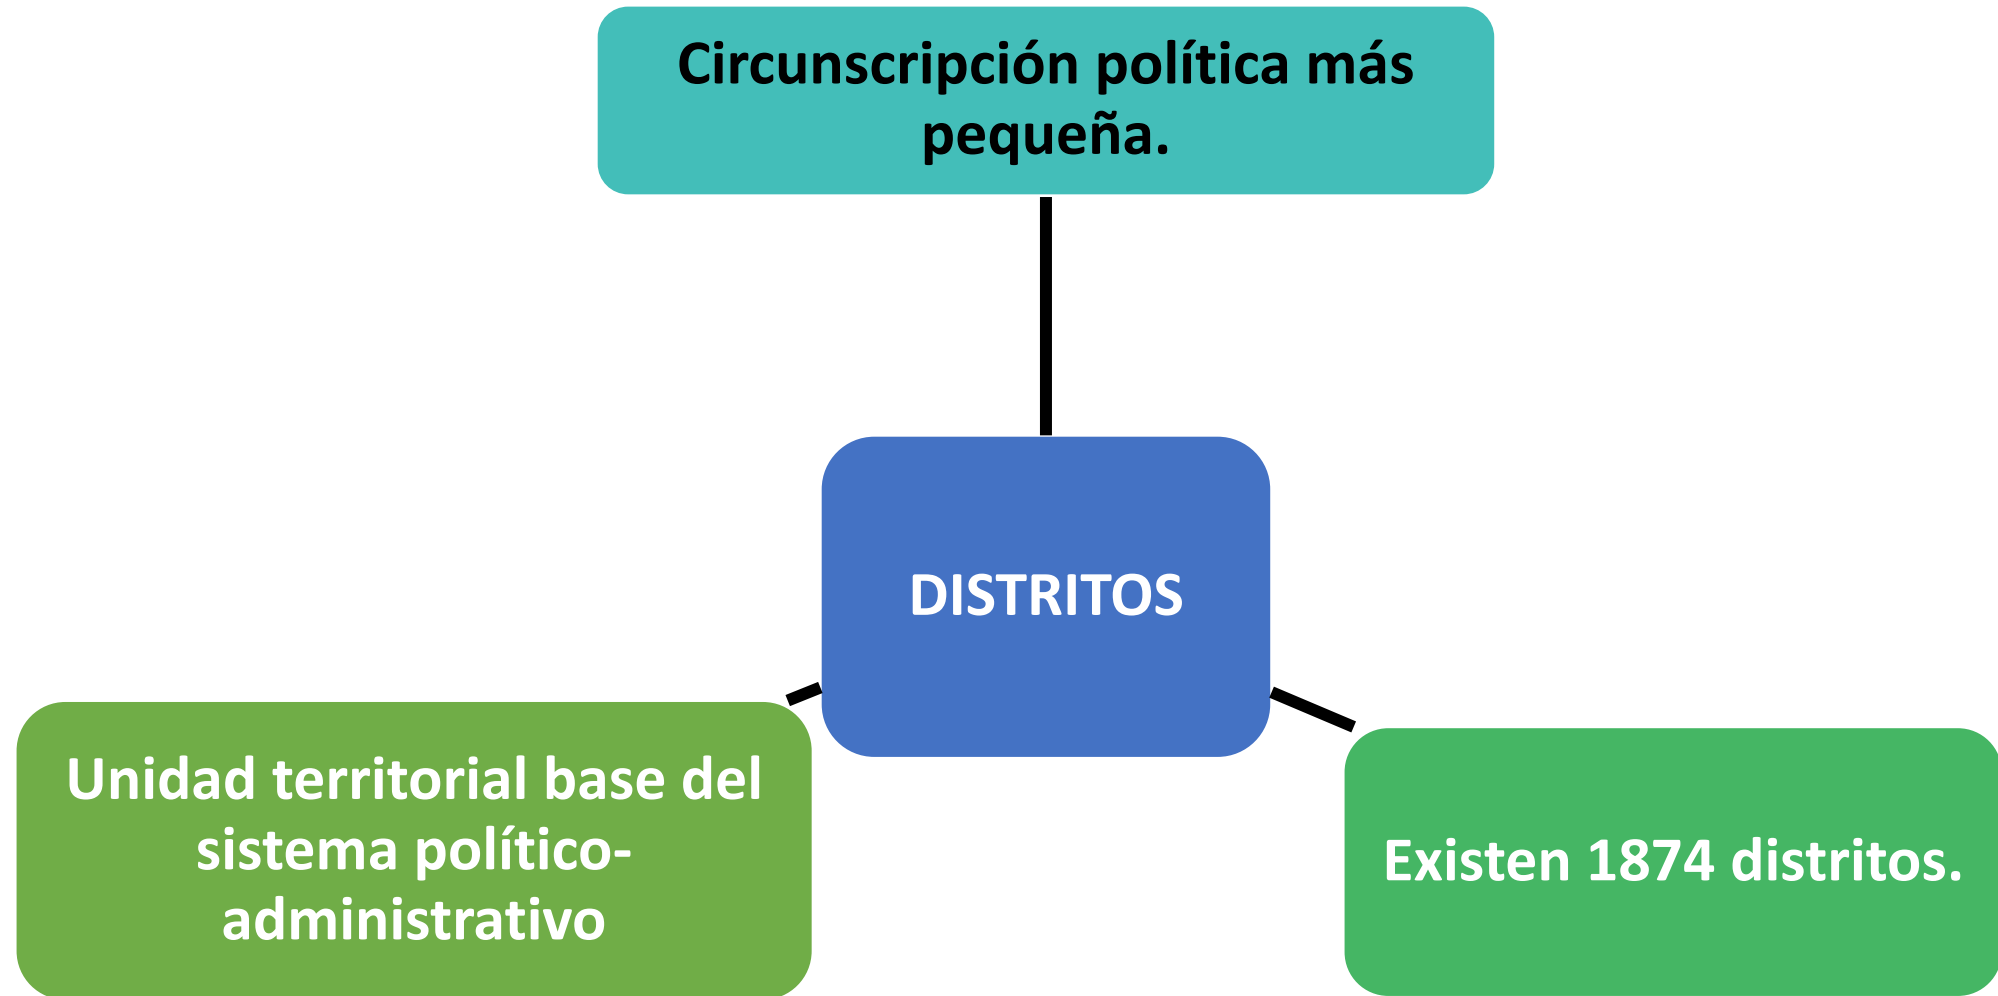 Circunscripción política más
pequeña.
DISTRITOS
Unidad territorial base del
sistema político-
administrativo
Existen 1874 distritos.